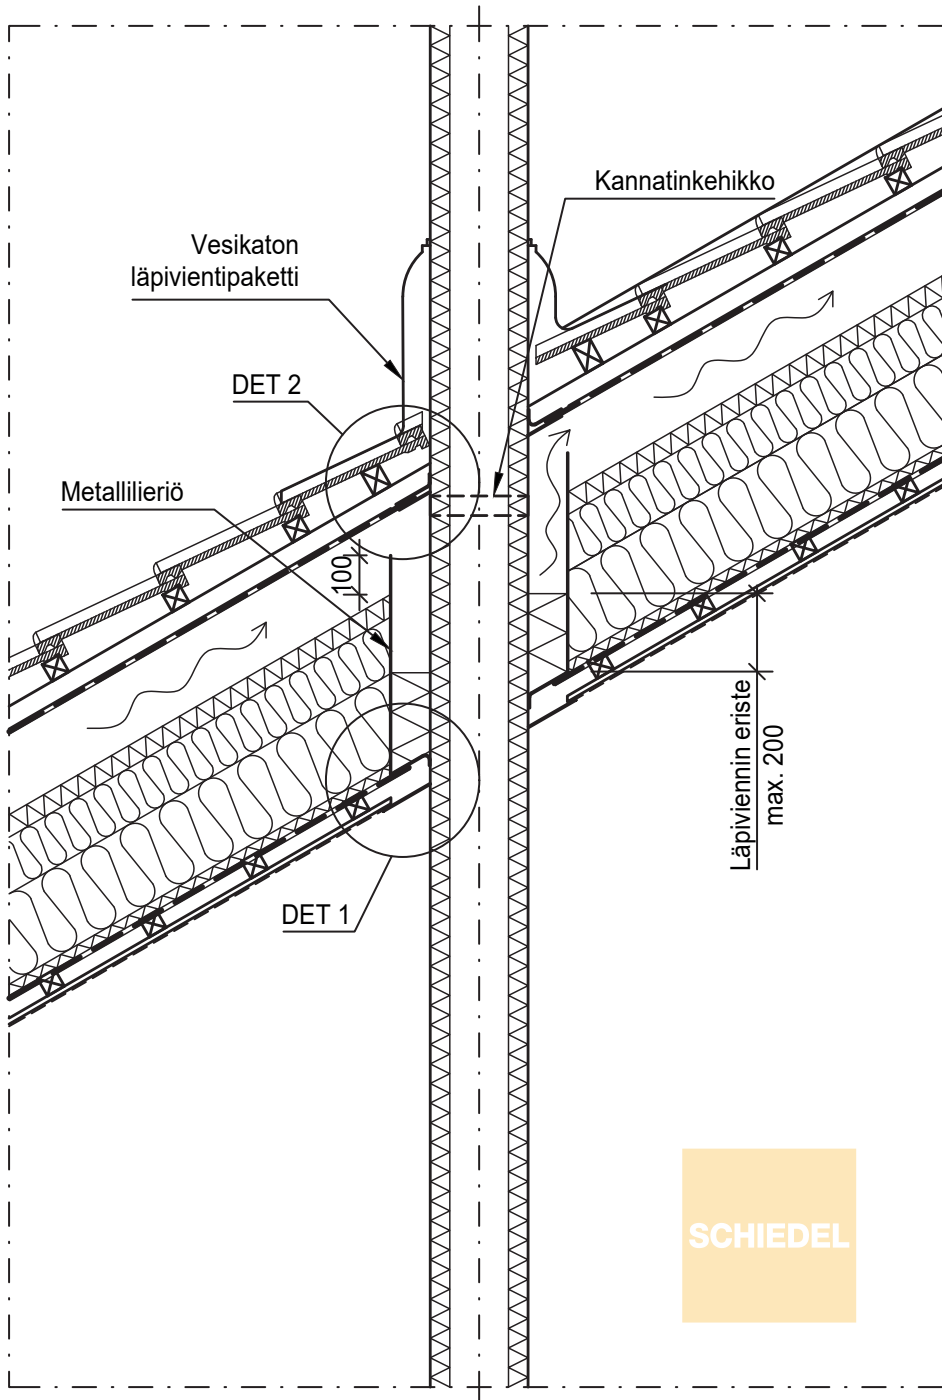 Kannatinkehikko
Vesikaton
läpivientipaketti
DET 2
Metallilieriö
100
Läpiviennin eriste
max. 200
DET 1
SCHIEDEL